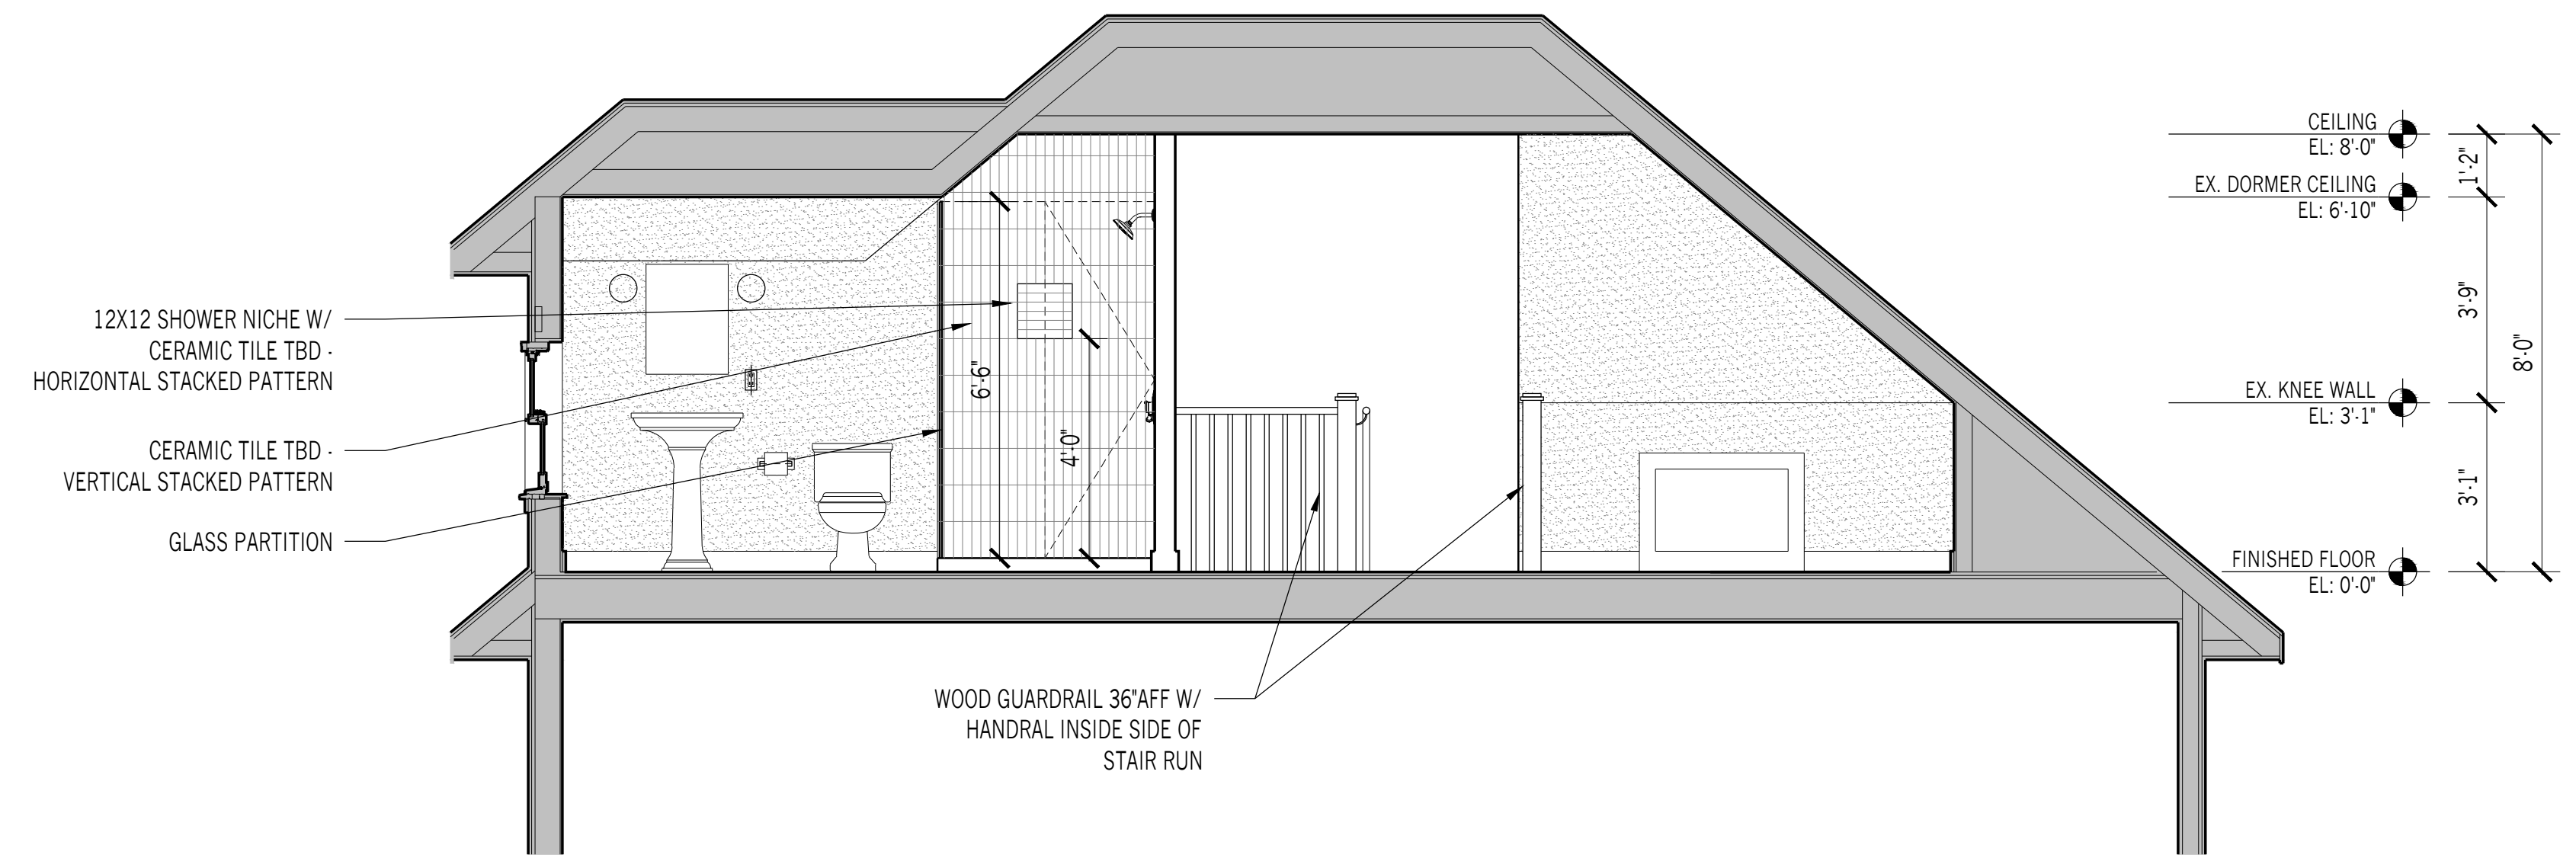 12X12 SHOWER NICHE W/
CERAMIC TILE TBD -
HORIZONTAL STACKED PATTERN
CERAMIC TILE TBD -
VERTICAL STACKED PATTERN
GLASS PARTITION
6'-6"
4'-0"
WOOD GUARDRAIL 36"AFF W/
HANDRAL INSIDE SIDE OF
STAIR RUN
CEILING
EL: 8'-0"
EX. DORMER CEILING
EL: 6'-10"
EX. KNEE WALL
EL: 3'-1"
FINISHED FLOOR
EL: 0'-0"
1'-2"
3'-9"
3'-1"
8'-0"